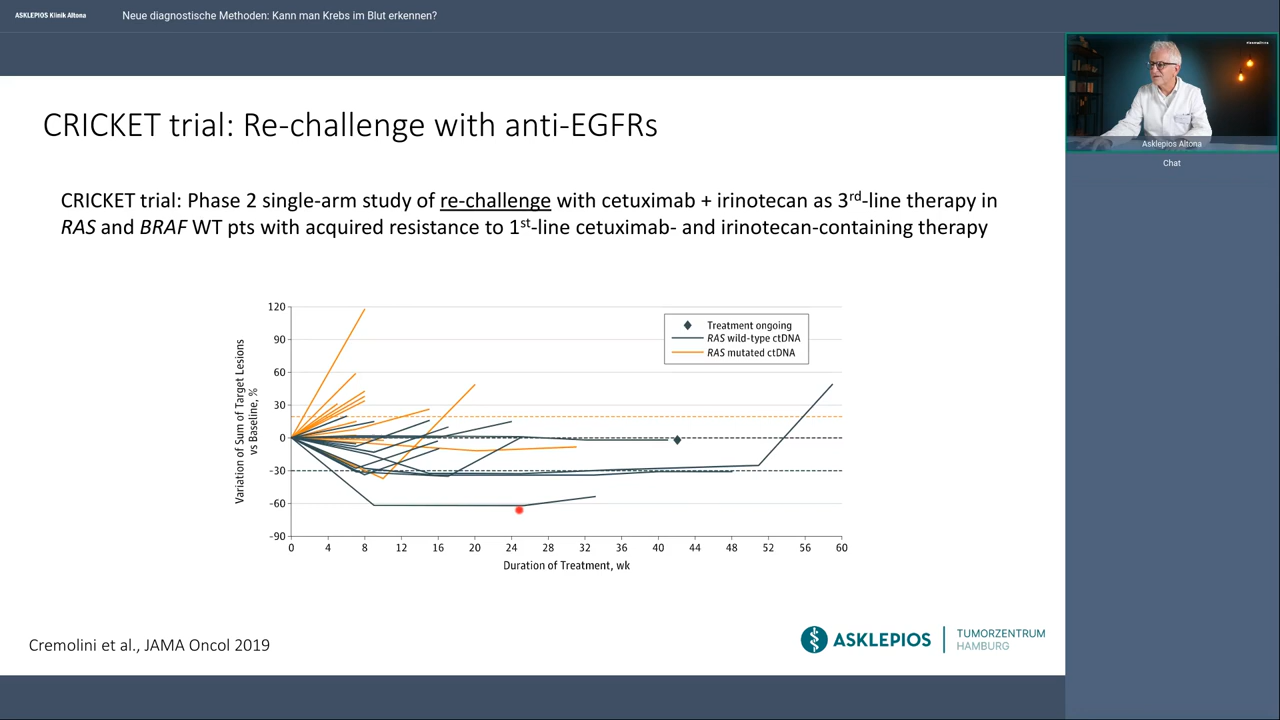 ASKLEPIOS Klinik Altona
Neue diagnostische Methoden: Kann man Krebs im Blut erkennen?
CRICKET trial: Re-challenge with anti-EGFRs
CRICKET trial: Phase 2 single-arm study of re-challenge with cetuximab + irinotecan as 3rd-line therapy in
RAS and BRAF WT pts with acquired resistance to 1st-line cetuximab- and irinotecan-containing therapy
Variation of Sum of Target Lesions
vs Baseline, %
120
90
60
30
0
-30
-60
-90
Treatment ongoing
RAS wild-type ctDNA
RAS mutated ctDNA
0 4 8 12 16 20 24 28 32 36 40 44 48 52 56 60
Duration of Treatment, wk
Cremolini et al., JAMA Oncol 2019
ASKLEPIOS
TUMORZENTRUM
HAMBURG
Asklepios Altona
Chat